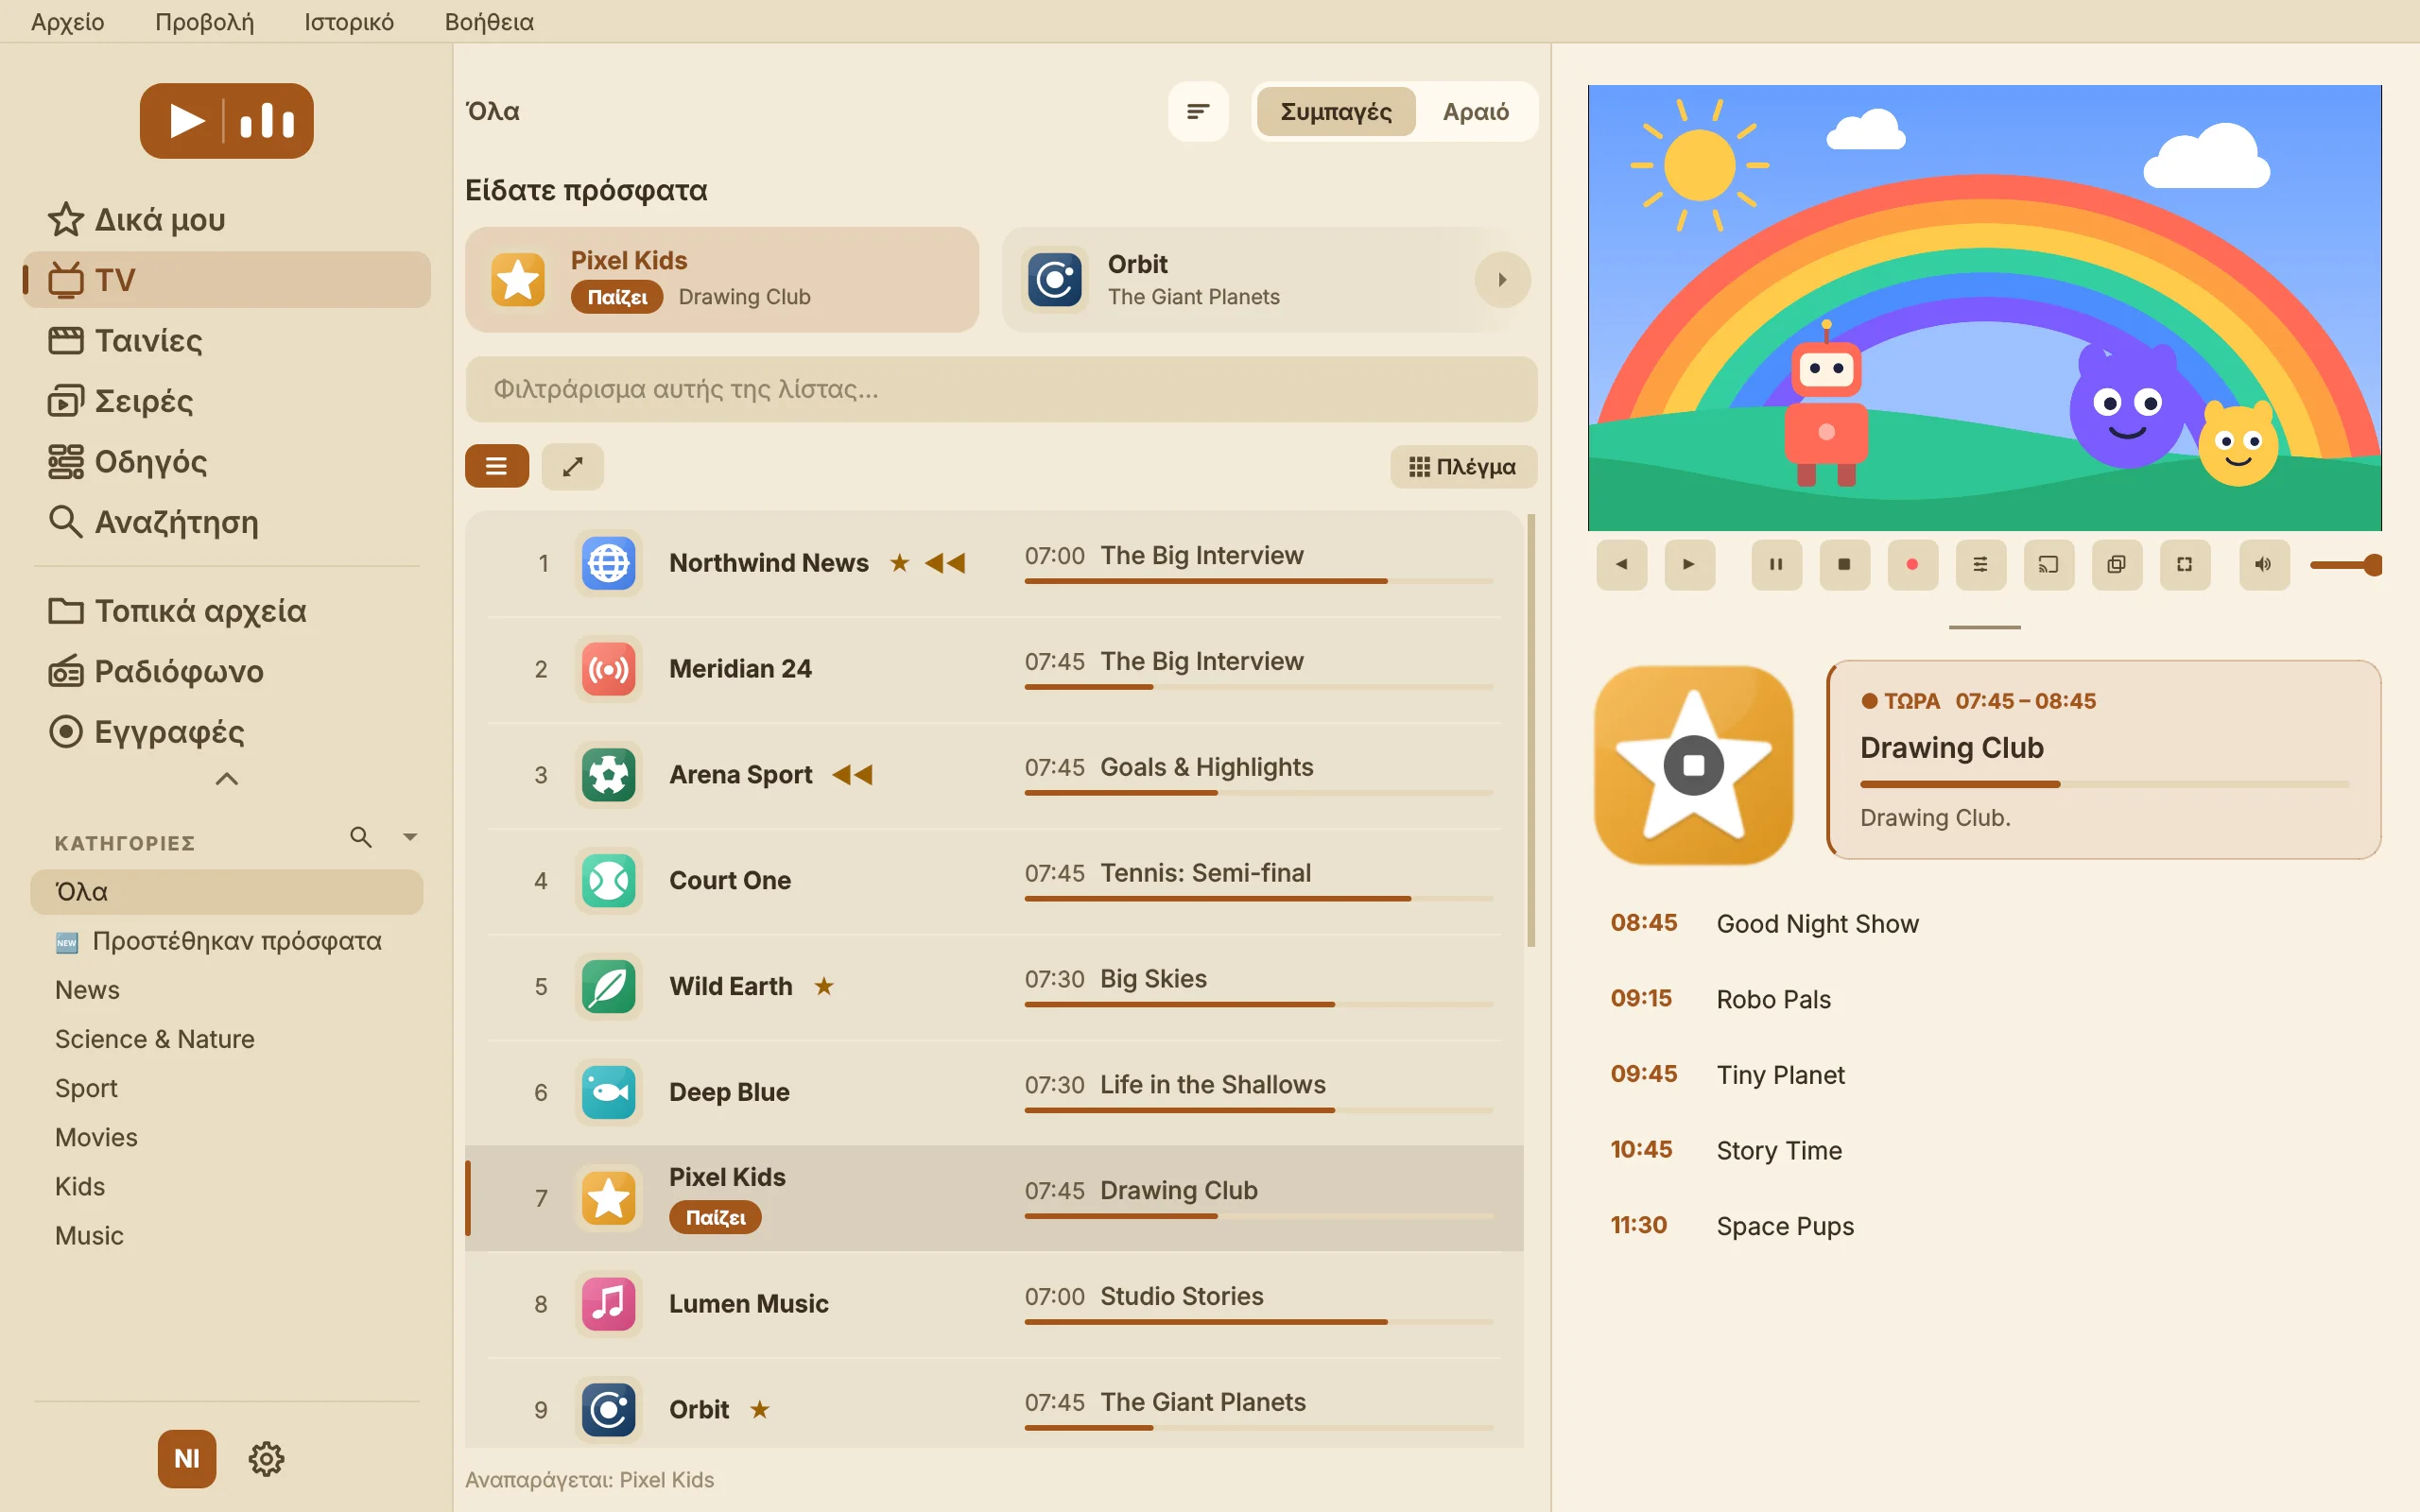 Αρχείο Προβολή Ιστορικό Βοήθεια
Δικά μου
TV
Ταινίες
Σειρές
Οδηγός
Αναζήτηση
Τοπικά αρχεία
Ραδιόφωνο
Εγγραφές
ΚΑΤΗΓΟΡΙΕΣ
Όλα
NEW Προστέθηκαν πρόσφατα
News
Science & Nature
Sport
Movies
Kids
Music
NI
Όλα
Συμπαγές Αραιό
Είδατε πρόσφατα
Pixel Kids
Παίζει Drawing Club
Orbit
The Giant Planets
Φιλτράρισμα αυτής της λίστας...
Πλέγμα
1 Northwind News 07:00 The Big Interview
2 Meridian 24 07:45 The Big Interview
3 Arena Sport 07:45 Goals & Highlights
4 Court One 07:45 Tennis: Semi-final
5 Wild Earth 07:30 Big Skies
6 Deep Blue 07:30 Life in the Shallows
7 Pixel Kids 07:45 Drawing Club
Παίζει
8 Lumen Music 07:00 Studio Stories
9 Orbit 07:45 The Giant Planets
Αναπαράγεται: Pixel Kids
ΤΩΡΑ 07:45 – 08:45
Drawing Club
Drawing Club.
08:45 Good Night Show
09:15 Robo Pals
09:45 Tiny Planet
10:45 Story Time
11:30 Space Pups